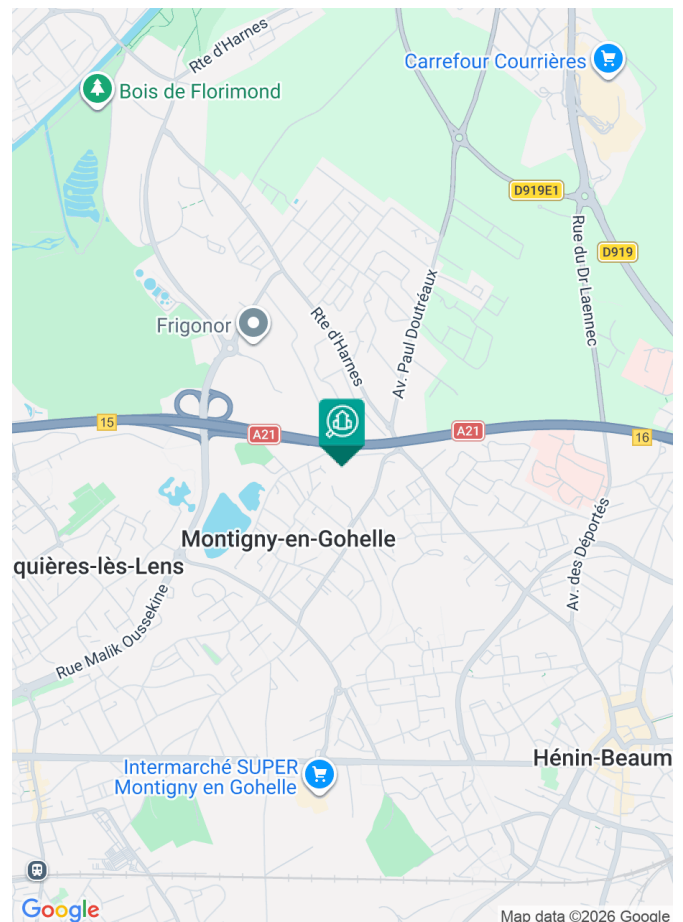 Rte d'Harnes
Carrefour Courrières
Bois de Florimond
D919E1
Rue du Dr Laennec
D919
Av. Paul Doutréaux
Frigonor
Rte d'Harnes
15
A21
A21
16
Montigny-en-Gohelle
quières-lès-Lens
Av. des Déportés
Rue Malik Oussekine
Intermarché SUPER
Montigny en Gohelle
Hénin-Beaum
Google
Map data ©2026 Google